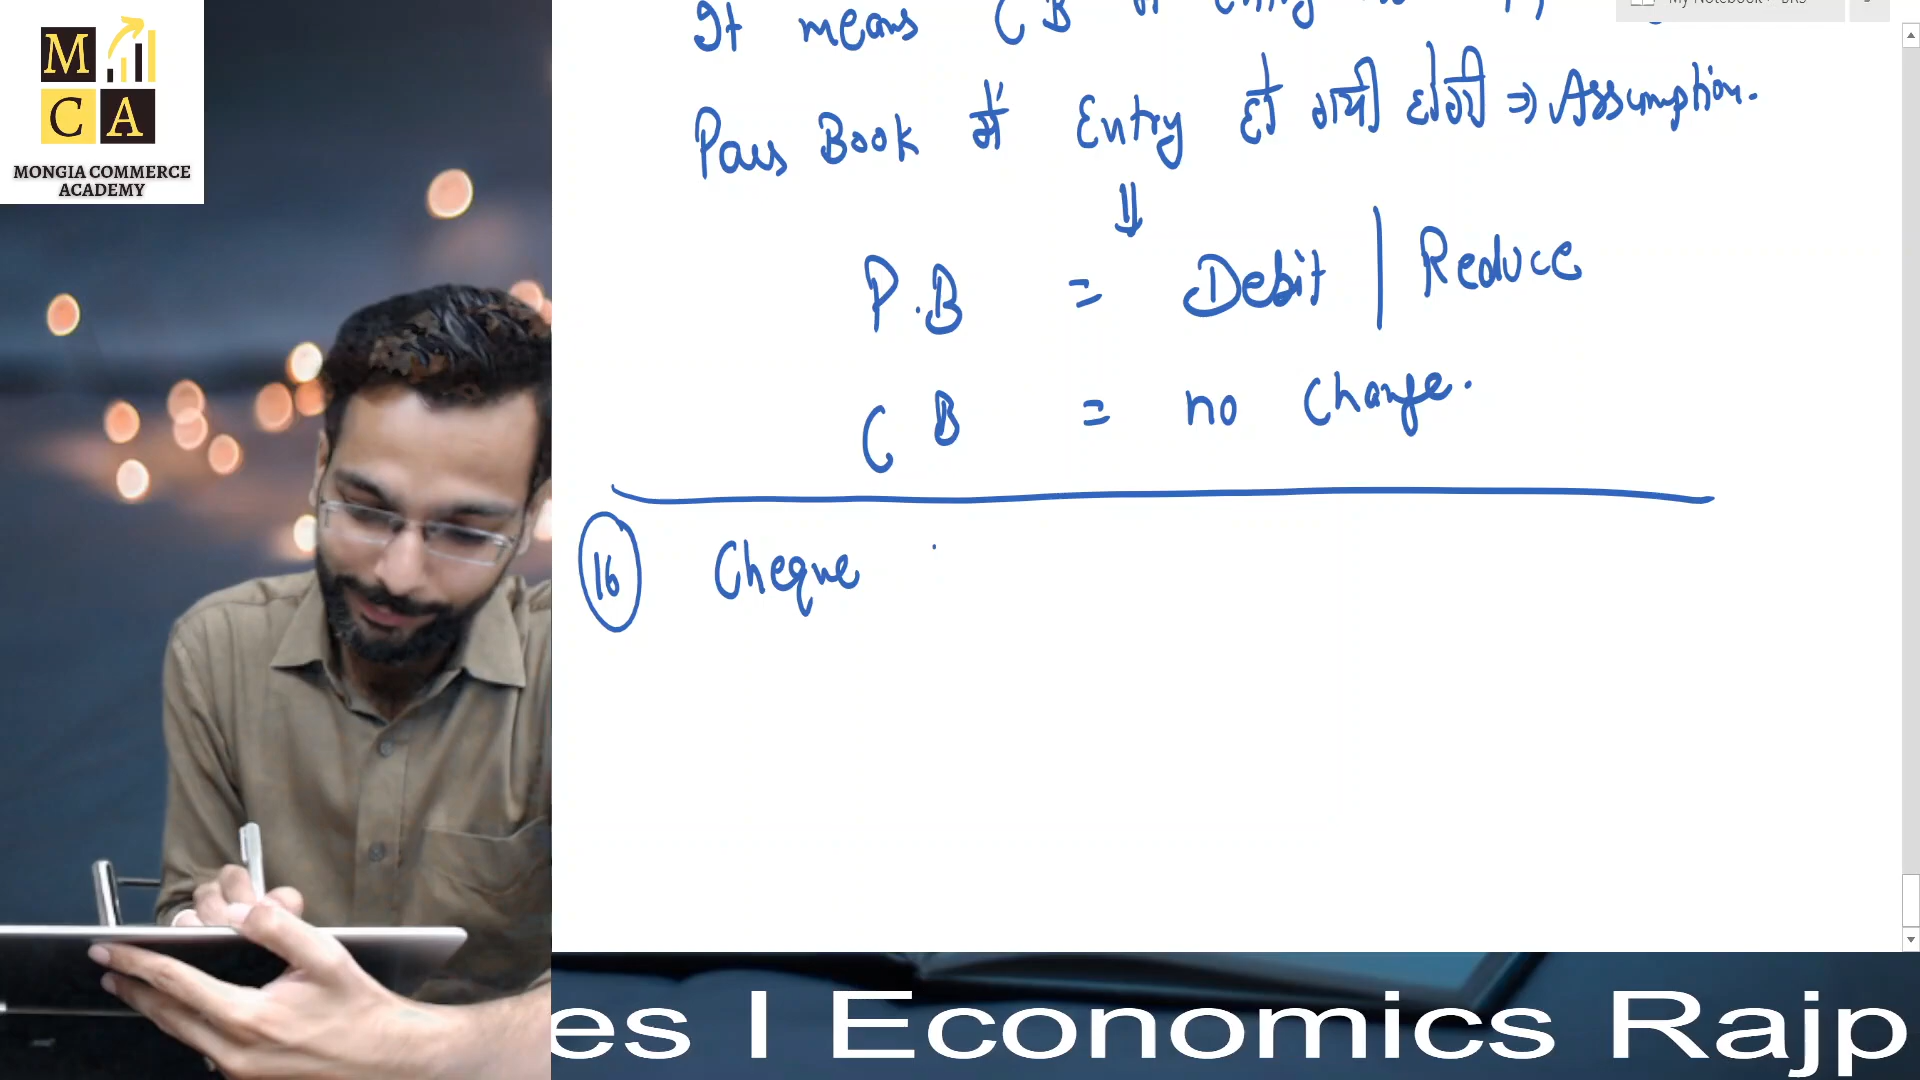 M
C A
MONGIA COMMERCE
ACADEMY
It means CB
Pass Book में Entry हो गयी होगी ⇒ Assumption.
⇓
P.B = Debit | Reduce
C B = no change.
16 Cheque
es I Economics Rajp